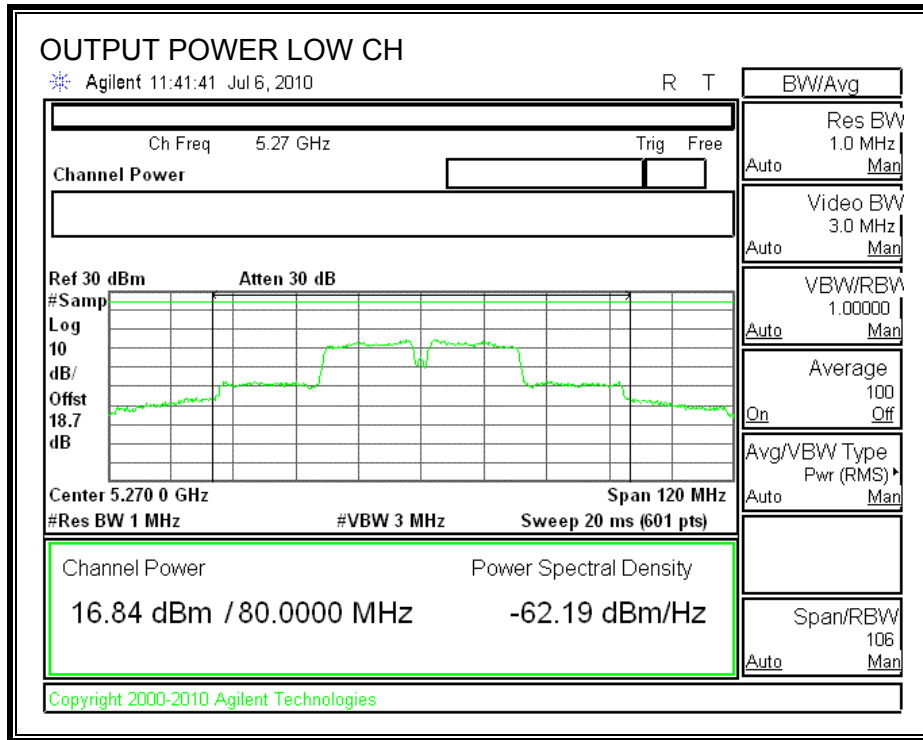 OUTPUT POWER LOW CH
Agilent 11:41:41 Jul 6, 2010 R T
Ch Freq 5.27 GHz Trig Free
Channel Power
Ref 30 dBm Atten 30 dB
#Samp
Log
10
dB/
Offst
18.7
dB
Center 5.270 0 GHz Span 120 MHz
#Res BW 1 MHz #VBW 3 MHz Sweep 20 ms (601 pts)
Channel Power Power Spectral Density
16.84 dBm / 80.0000 MHz -62.19 dBm/Hz
Copyright 2000-2010 Agilent Technologies
BW/Avg
Res BW
1.0 MHz
Auto Man
Video BW
3.0 MHz
Auto Man
VBW/RBW
1.00000
Auto Man
Average
100
On Off
Avg/VBW Type
Pwr (RMS)
Auto Man
Span/RBW
106
Auto Man